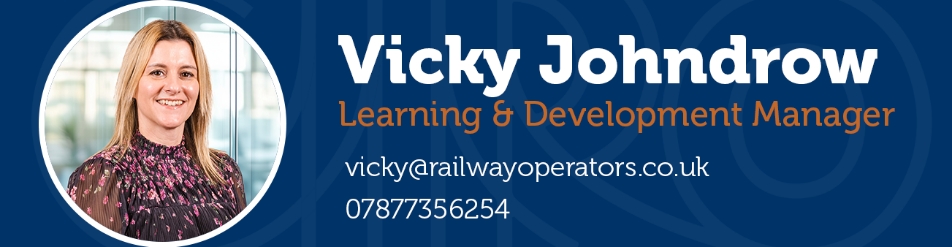 Vicky Johndrow
Learning & Development Manager
vicky@railwayoperators.co.uk
07877356254